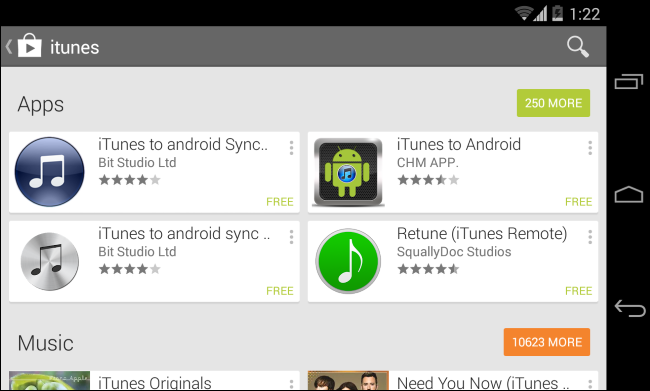 1:22
itunes
Apps
250 MORE
iTunes to android Sync..
Bit Studio Ltd
FREE
iTunes to Android
CHM APP.
FREE
iTunes to android sync ..
Bit Studio Ltd
FREE
Retune (iTunes Remote)
SquallyDoc Studios
FREE
Music
10623 MORE
iTunes Originals
Need You Now (iTunes ..